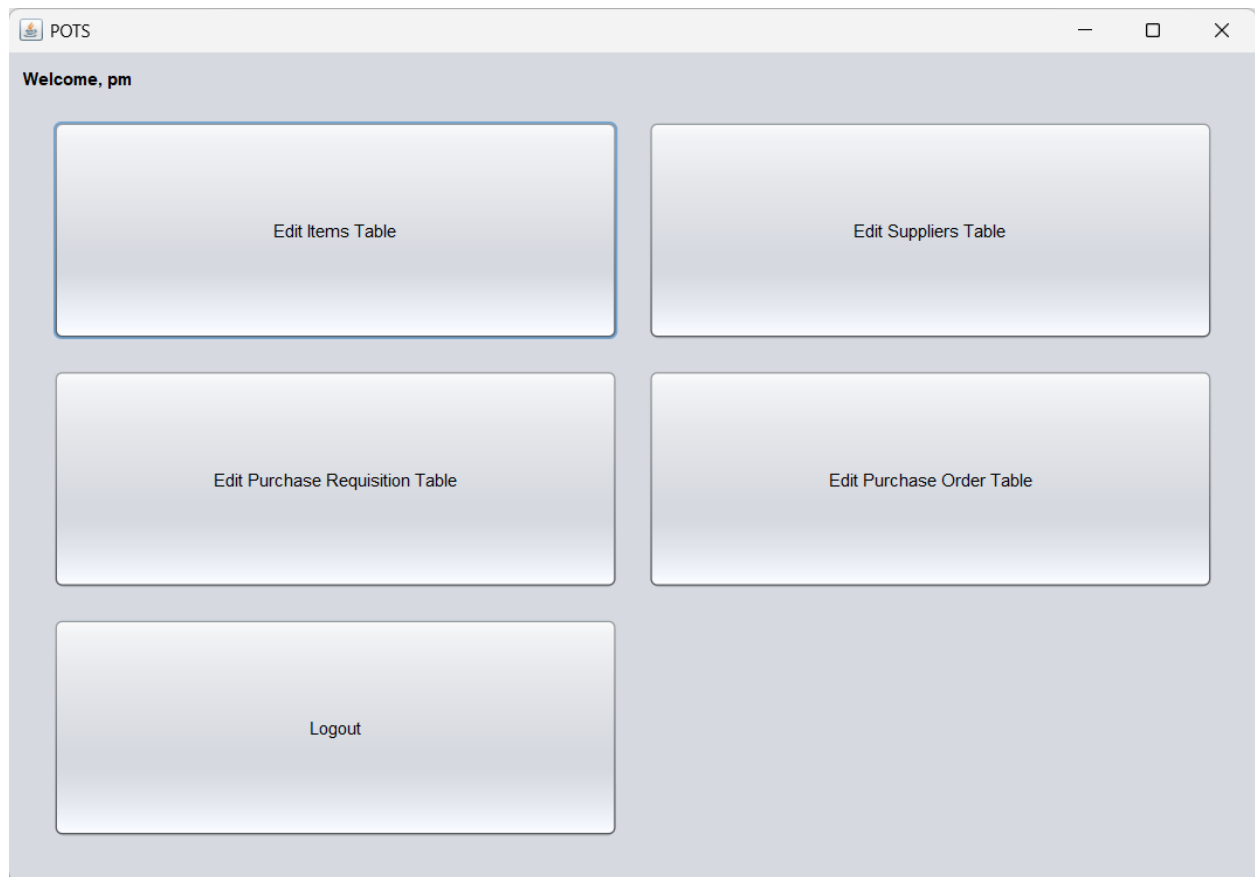 POTS
Welcome, pm
Edit Items Table
Edit Suppliers Table
Edit Purchase Requisition Table
Edit Purchase Order Table
Logout